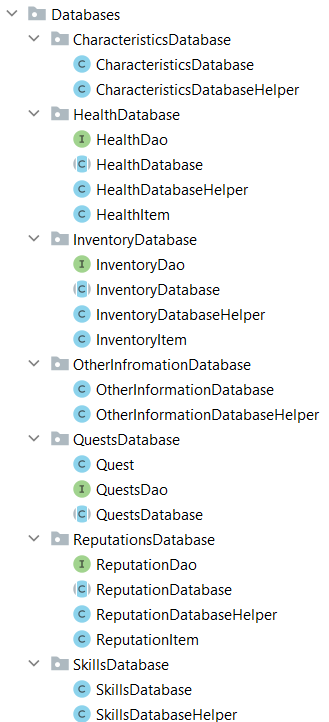 Databases
CharacteristicsDatabase
C CharacteristicsDatabase
C CharacteristicsDatabaseHelper
HealthDatabase
I HealthDao
C HealthDatabase
C HealthDatabaseHelper
C HealthItem
InventoryDatabase
I InventoryDao
C InventoryDatabase
C InventoryDatabaseHelper
C InventoryItem
OtherInfromationDatabase
C OtherInformationDatabase
C OtherInformationDatabaseHelper
QuestsDatabase
C Quest
I QuestsDao
C QuestsDatabase
ReputationsDatabase
I ReputationDao
C ReputationDatabase
C ReputationDatabaseHelper
C ReputationItem
SkillsDatabase
C SkillsDatabase
C SkillsDatabaseHelper